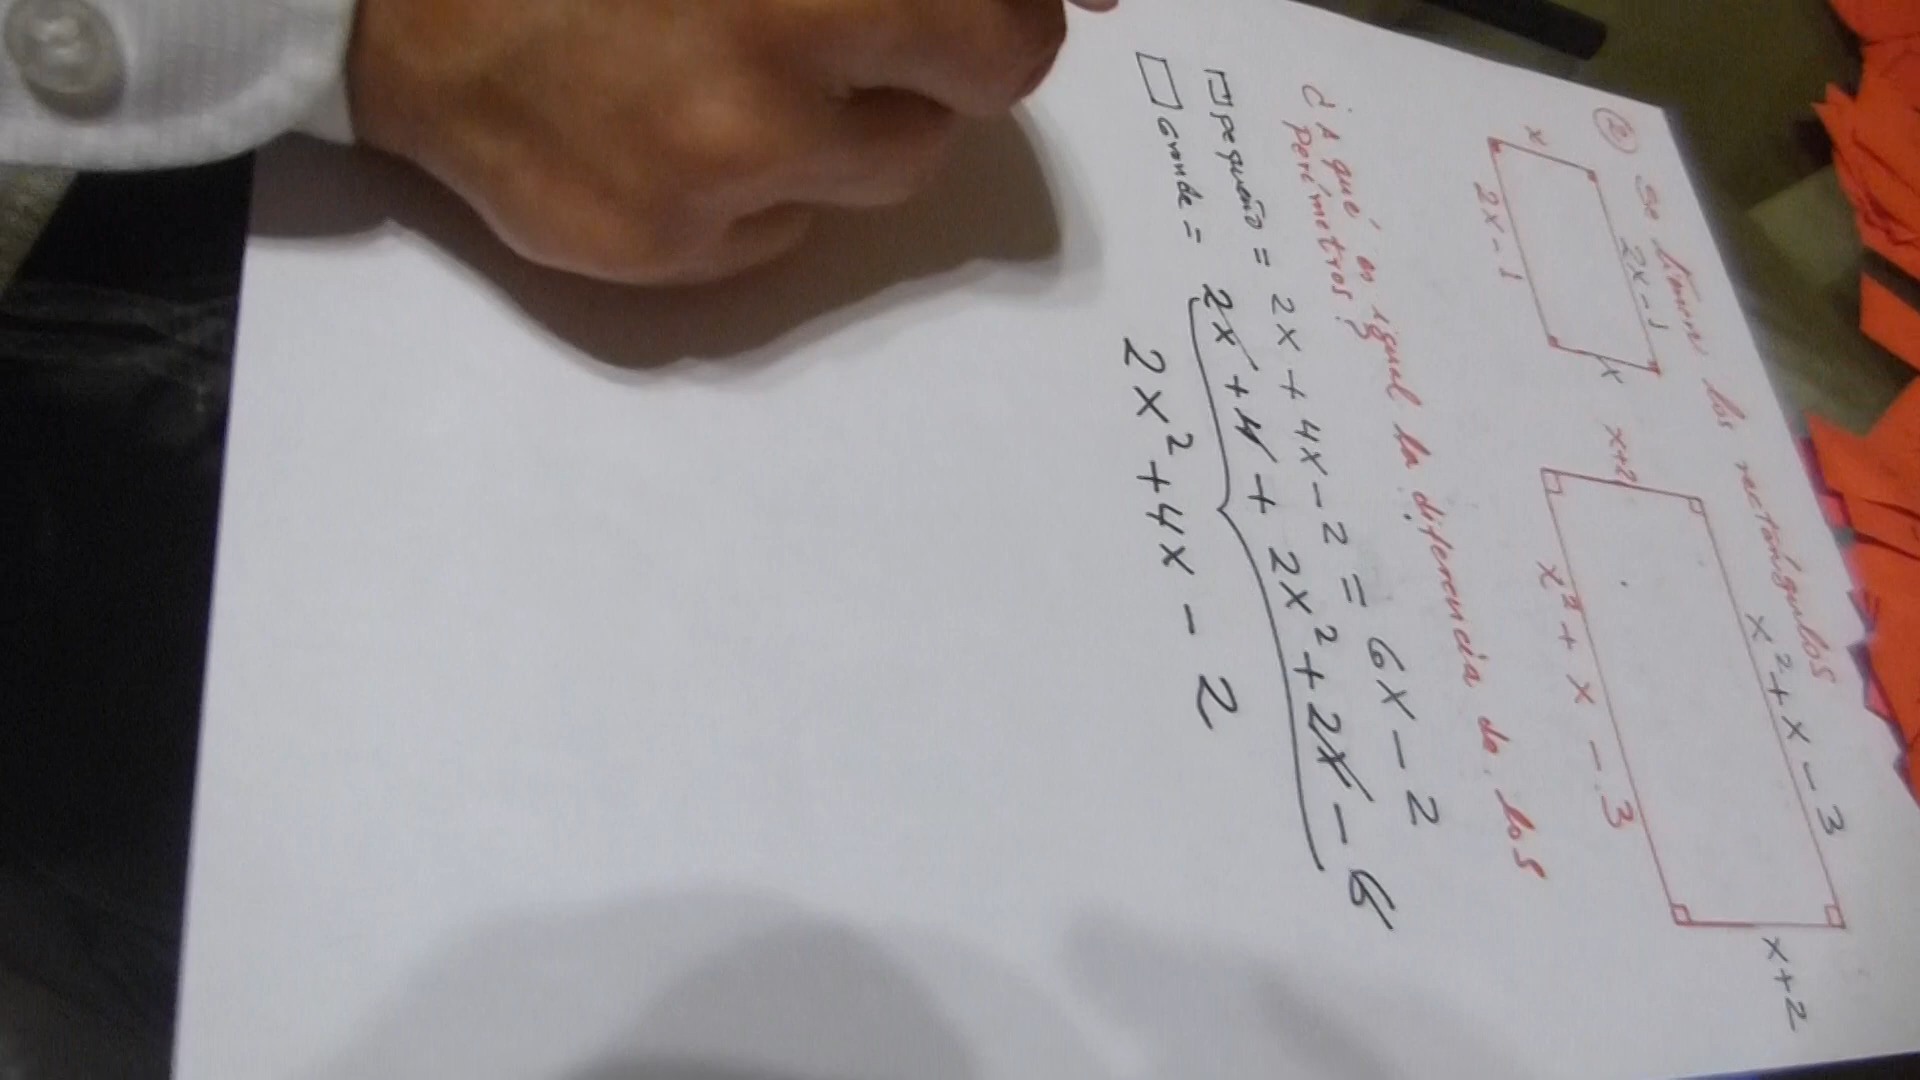 ② Se tienen los rectángulos
2x-1
x
x
2x-1
x²+x-3
x+2
x+2
x²+x-3
¿A qué es igual la diferencia de los
perímetros?
pequeño = 2x+4x-2 = 6x-2
Grande = 2x+4+2x²+2x-6
2x²+4x-2